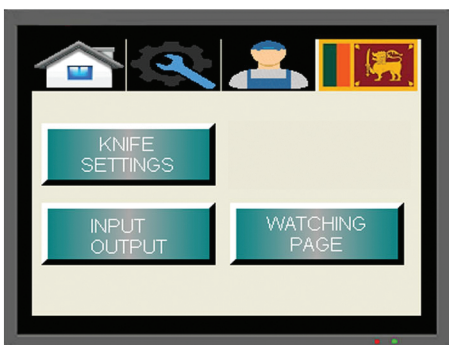 KNIFE
SETTINGS
INPUT
OUTPUT
WATCHING
PAGE